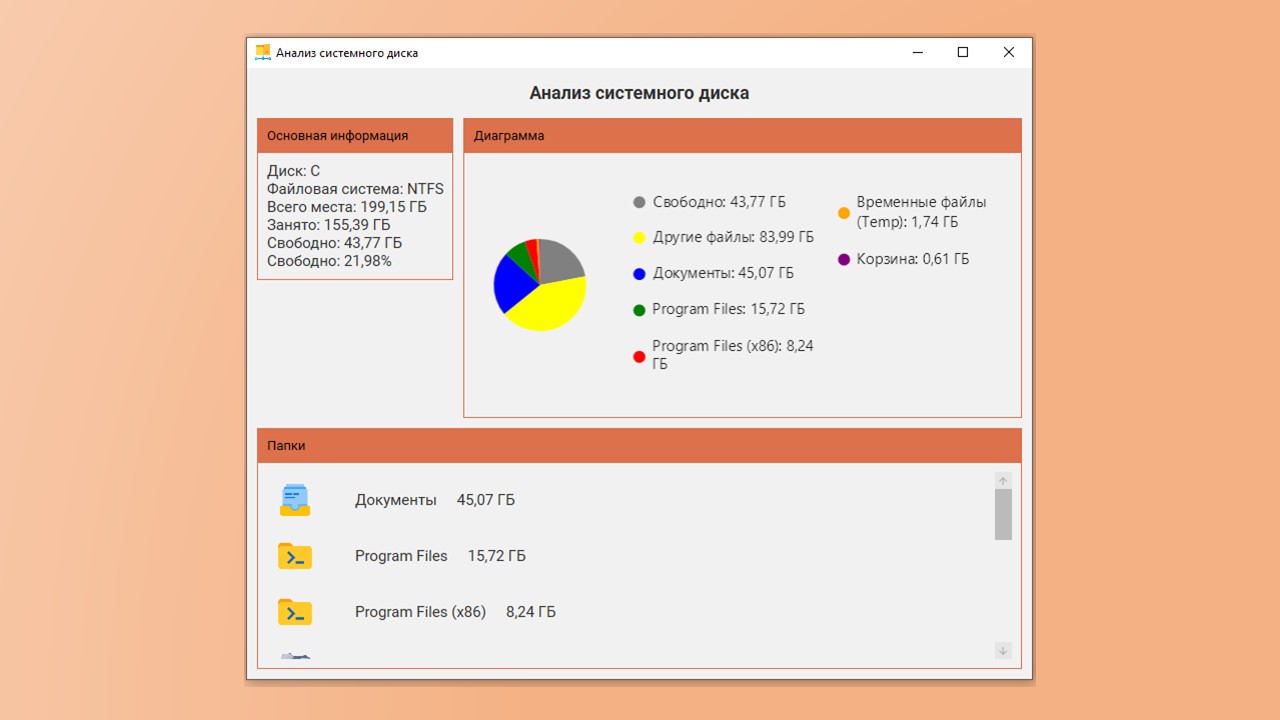 Анализ системного диска
Анализ системного диска
Основная информация
Диск: C
Файловая система: NTFS
Всего места: 199,15 ГБ
Занято: 155,39 ГБ
Свободно: 43,77 ГБ
Свободно: 21,98%
Диаграмма
Свободно: 43,77 ГБ
Другие файлы: 83,99 ГБ
Документы: 45,07 ГБ
Program Files: 15,72 ГБ
Program Files (x86): 8,24
ГБ
Временные файлы
(Temp): 1,74 ГБ
Корзина: 0,61 ГБ
Папки
Документы 45,07 ГБ
Program Files 15,72 ГБ
Program Files (x86) 8,24 ГБ